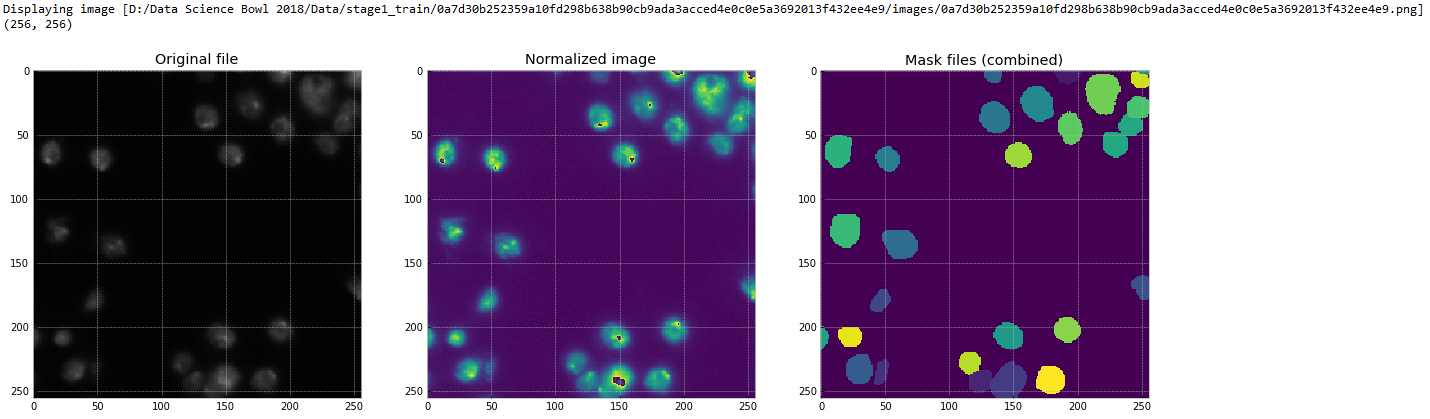 Displaying image [D:/Data Science Bowl 2018/Data/stage1_train/0a7d30b252359a10fd298b638b90cb9ada3acced4e0c0e5a3692013f432ee4e9/images/0a7d30b252359a10fd298b638b90cb9ada3acced4e0c0e5a3692013f432ee4e9.png]
(256, 256)
Original file
0
50
100
150
200
250
0 50 100 150 200 250
Normalized image
0
50
100
150
200
250
0 50 100 150 200 250
Mask files (combined)
0
50
100
150
200
250
0 50 100 150 200 250